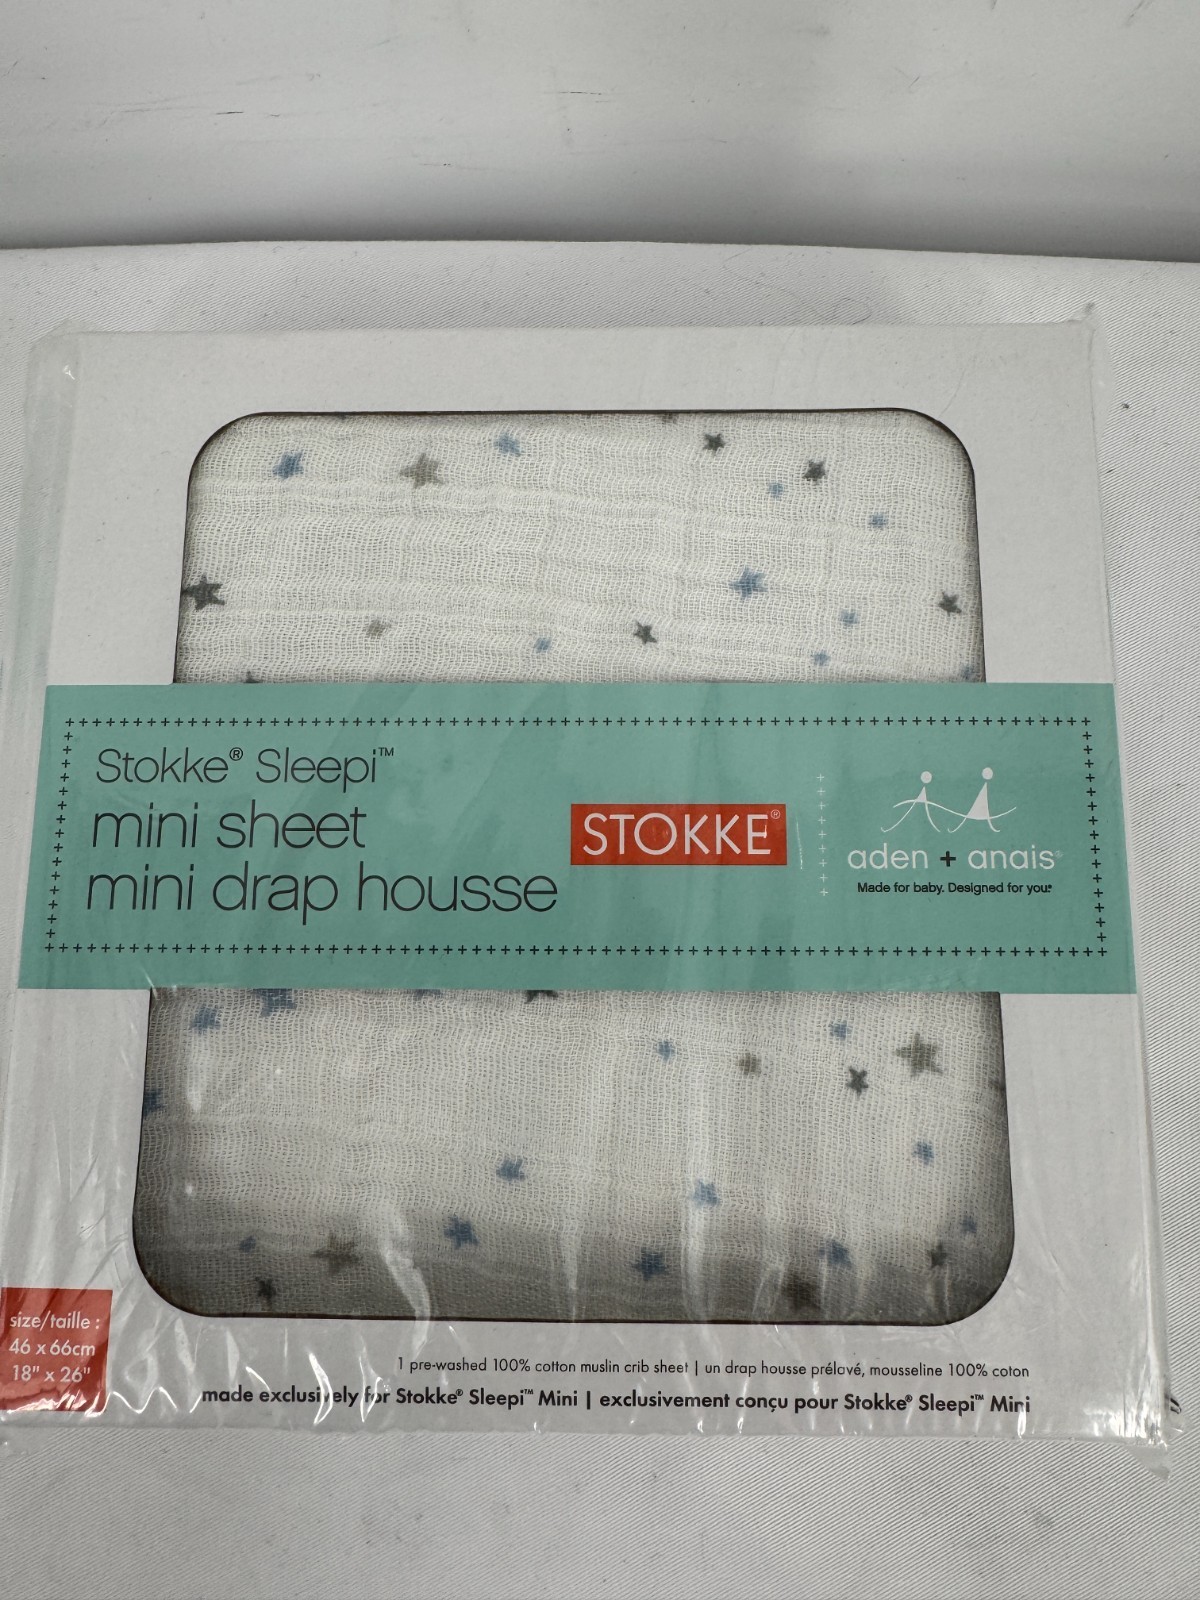 Stokke® Sleepi™
mini sheet
mini drap housse
STOKKE®
aden + anais®
Made for baby. Designed for you.®
size/taille :
46 x 66cm
18" x 26"
1 pre-washed 100% cotton muslin crib sheet | un drap housse prélavé, mousseline 100% coton
made exclusively for Stokke® Sleepi™ Mini | exclusivement conçu pour Stokke® Sleepi™ Mini